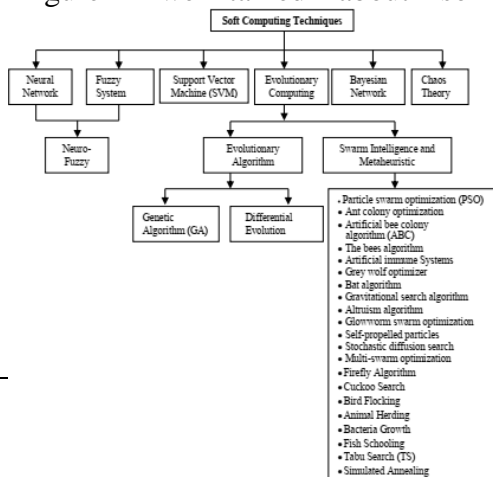 Soft Computing Techniques
Neural
Network
Fuzzy
System
Support Vector
Machine (SVM)
Evolutionary
Computing
Bayesian
Network
Chaos
Theory
Neuro-
Fuzzy
Evolutionary
Algorithm
Swarm Intelligence and
Metaheuristic
Genetic
Algorithm (GA)
Differential
Evolution
• Particle swarm optimization (PSO)
• Ant colony optimization
• Artificial bee colony
algorithm (ABC)
• The bees algorithm
• Artificial immune Systems
• Grey wolf optimizer
• Bat algorithm
• Gravitational search algorithm
• Altruism algorithm
• Glowworm swarm optimization
• Self-propelled particles
• Stochastic diffusion search
• Multi-swarm optimization
• Firefly Algorithm
• Cuckoo Search
• Bird Flocking
• Animal Herding
• Bacteria Growth
• Fish Schooling
• Tabu Search (TS)
• Simulated Annealing